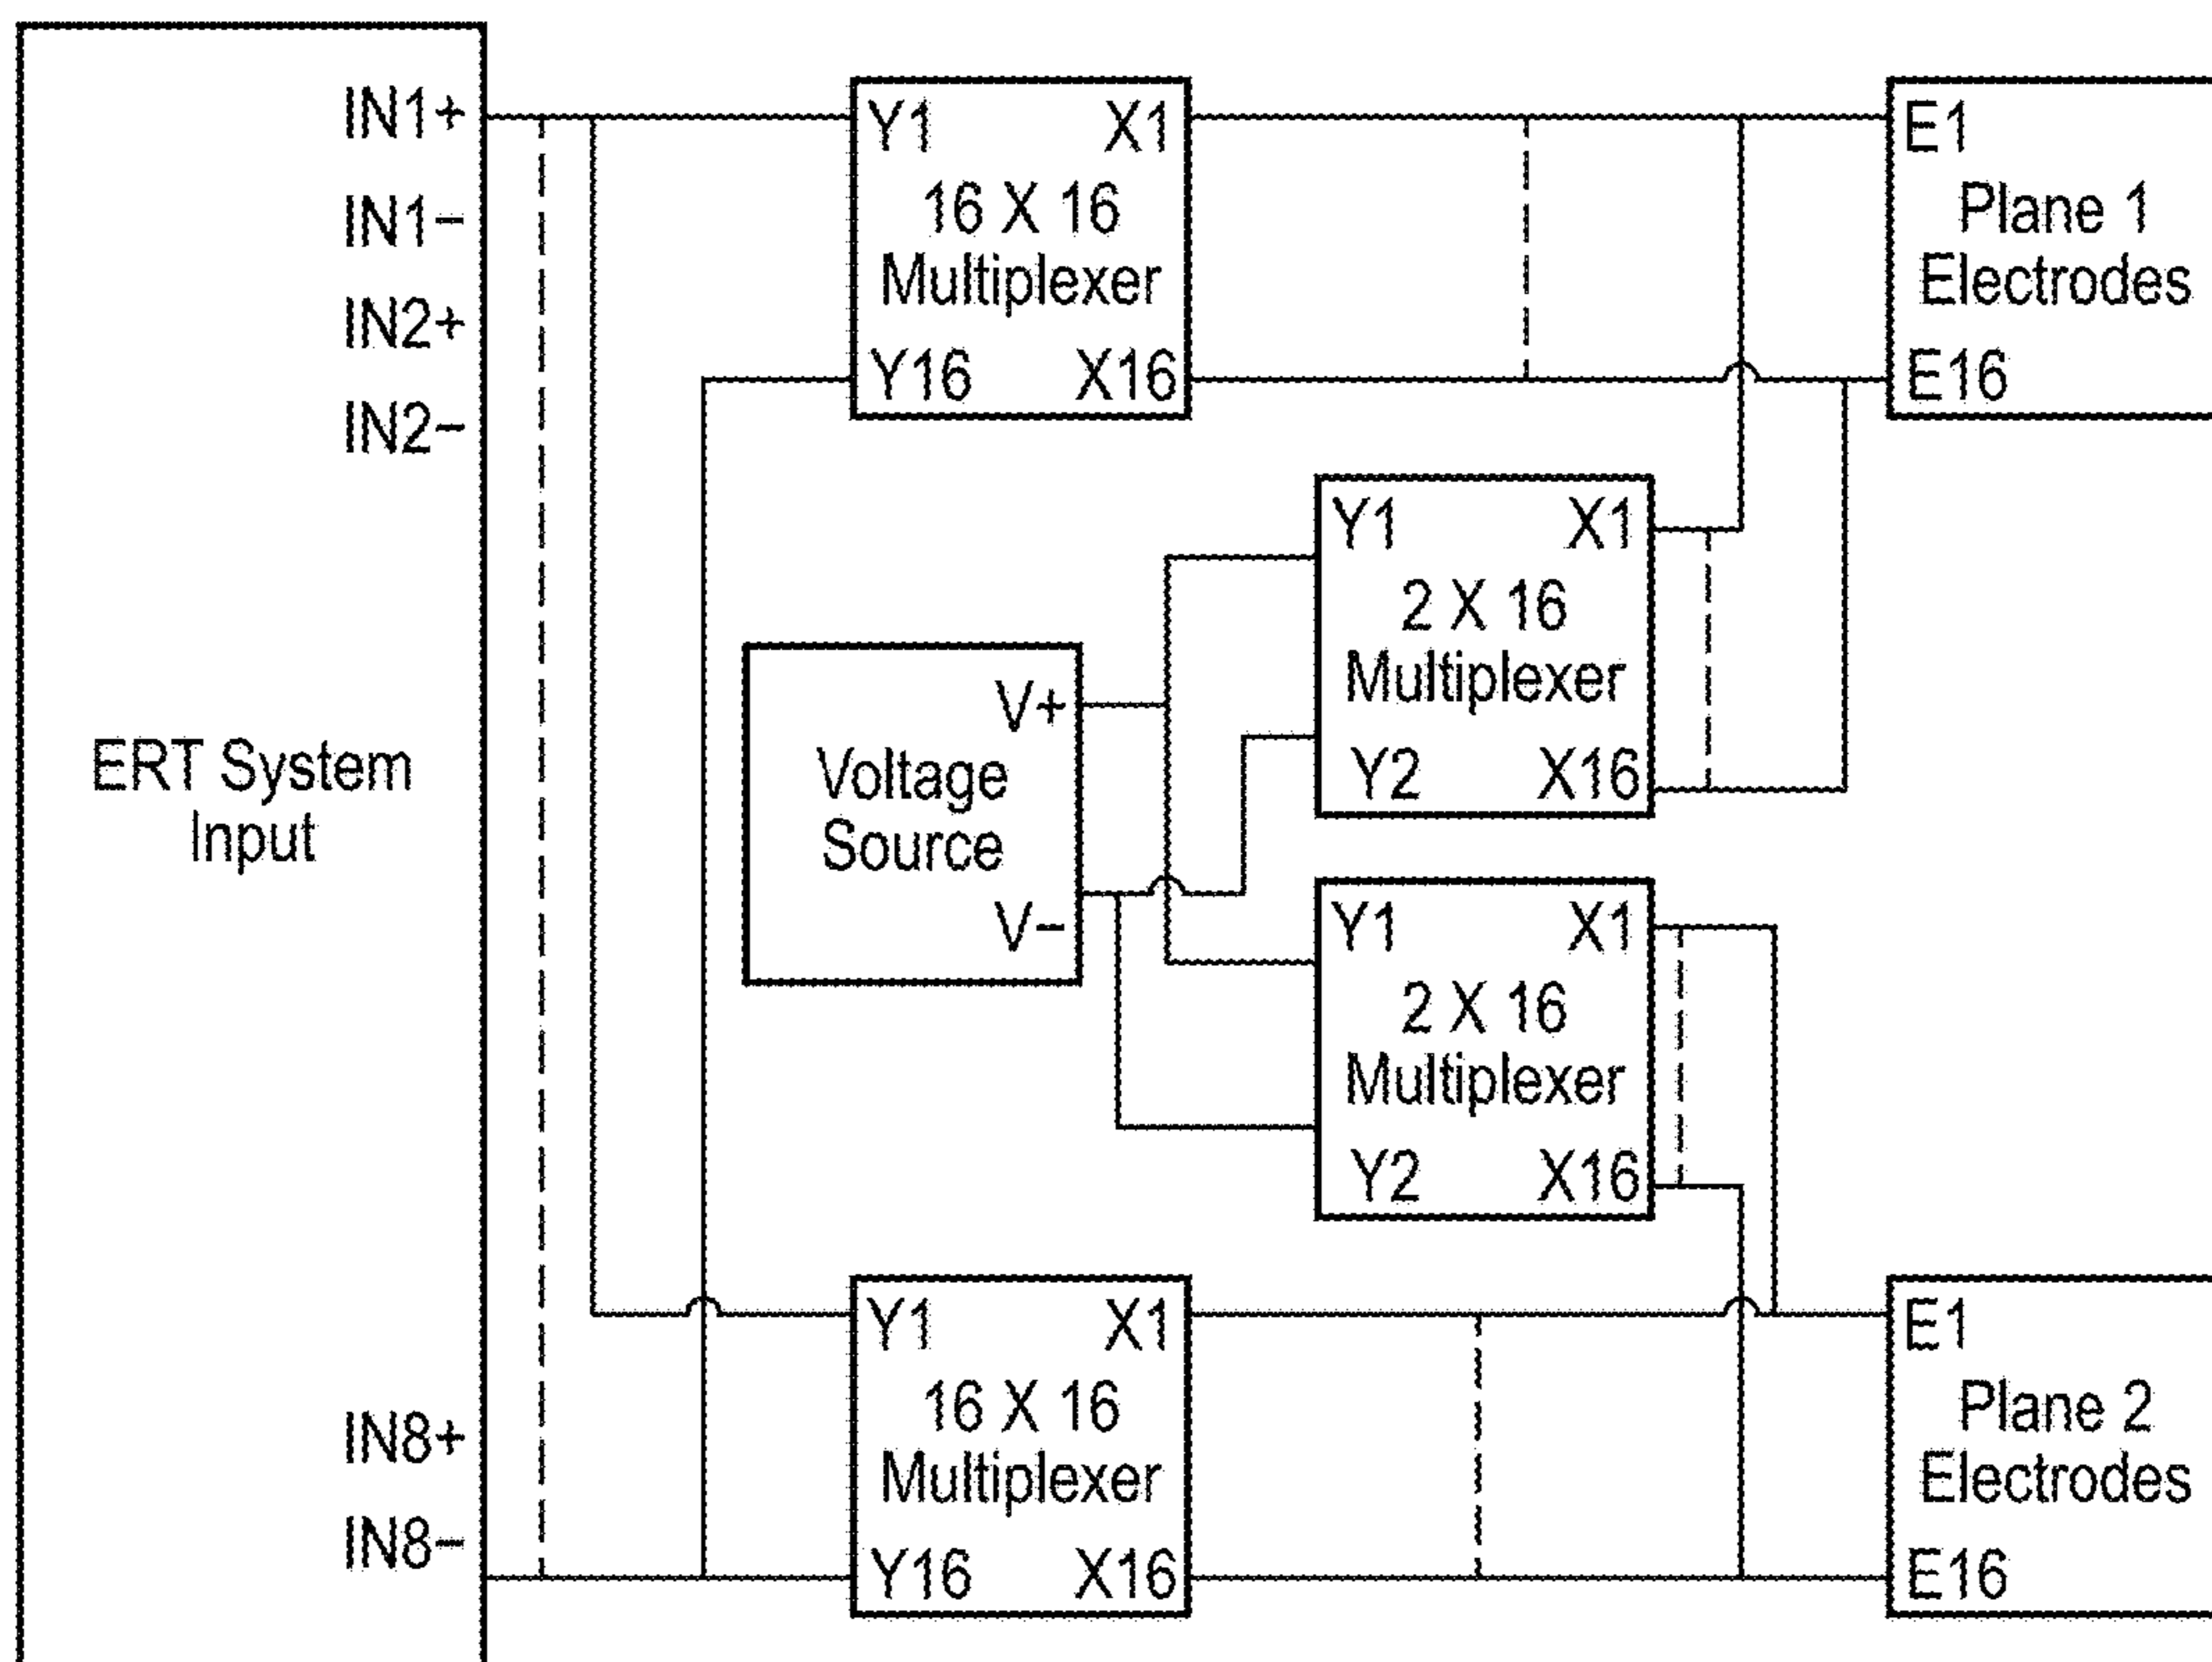 IN1+
IN1−
IN2+
IN2−
ERT System
Input
IN8+
IN8−
Y1 X1
16 X 16
Multiplexer
Y16 X16
E1
Plane 1
Electrodes
E16
Y1 X1
2 X 16
Multiplexer
Y2 X16
V+
Voltage
Source
V−
Y1 X1
2 X 16
Multiplexer
Y2 X16
Y1 X1
16 X 16
Multiplexer
Y16 X16
E1
Plane 2
Electrodes
E16